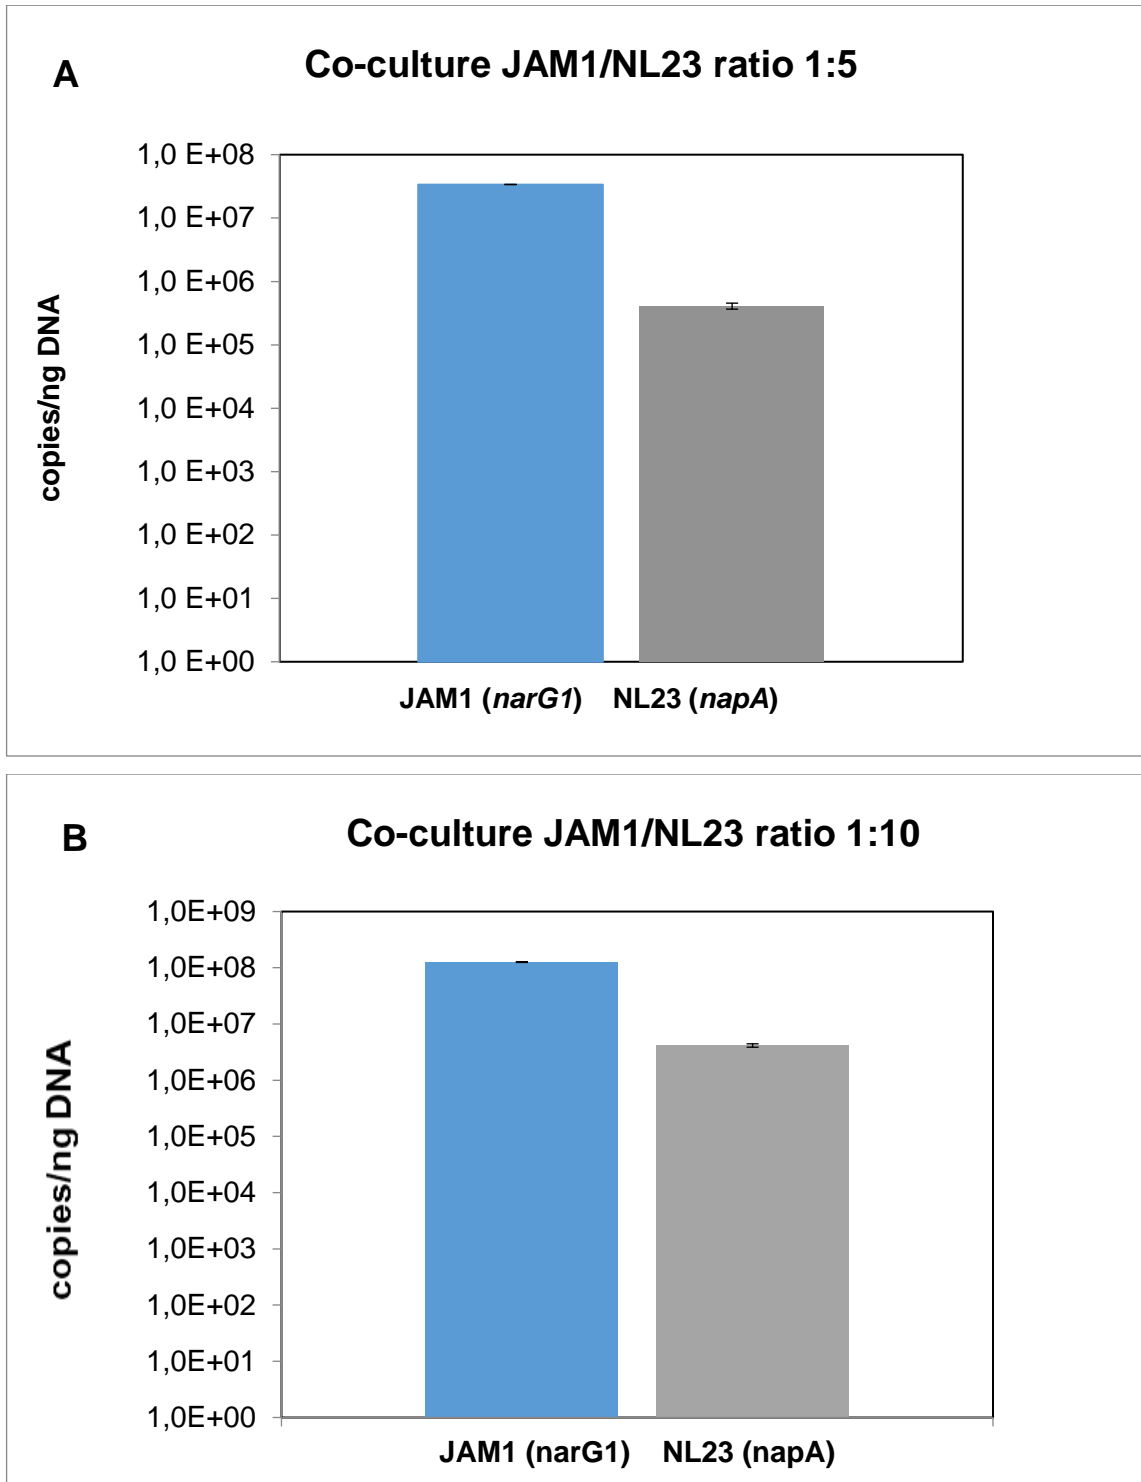 A
Co-culture JAM1/NL23 ratio 1:5
1,0 E+08
1,0 E+07
1,0 E+06
1,0 E+05
1,0 E+04
1,0 E+03
1,0 E+02
1,0 E+01
1,0 E+00
copies/ng DNA
JAM1 (narG1) NL23 (napA)
B
Co-culture JAM1/NL23 ratio 1:10
1,0E+09
1,0E+08
1,0E+07
1,0E+06
1,0E+05
1,0E+04
1,0E+03
1,0E+02
1,0E+01
1,0E+00
copies/ng DNA
JAM1 (narG1) NL23 (napA)